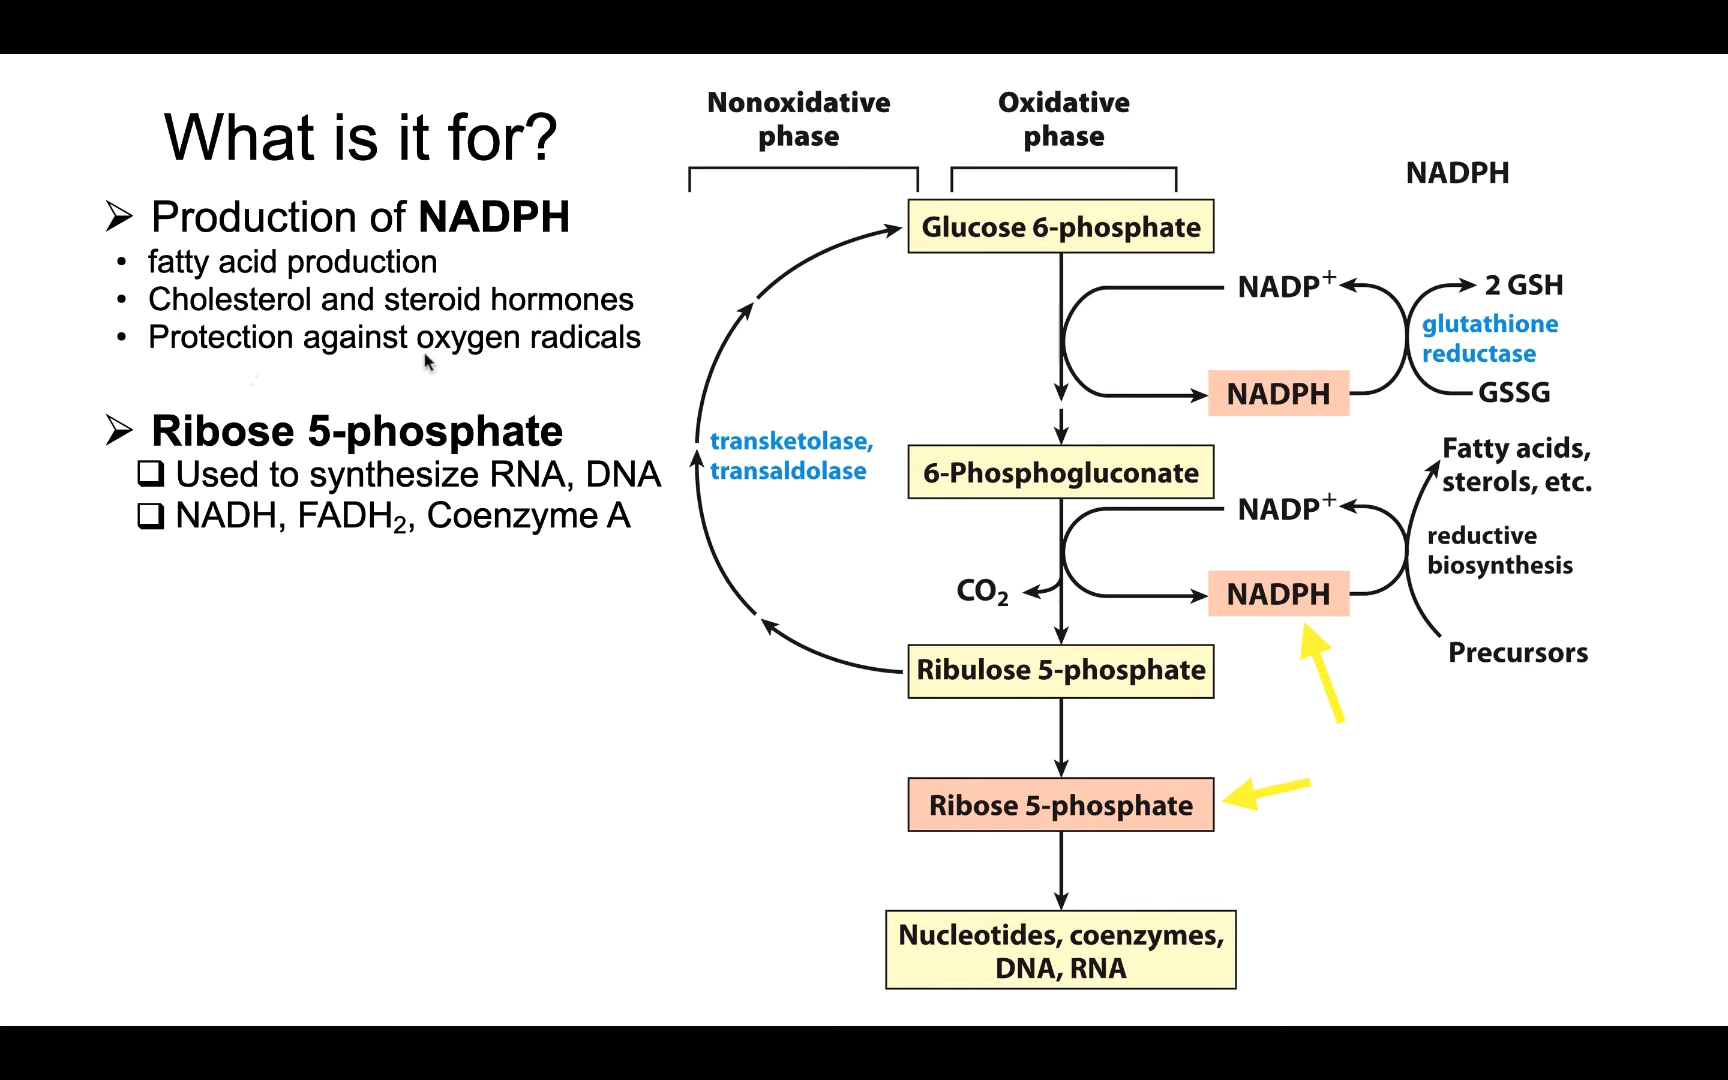 What is it for?
➢ Production of NADPH
• fatty acid production
• Cholesterol and steroid hormones
• Protection against oxygen radicals
➢ Ribose 5-phosphate
❑ Used to synthesize RNA, DNA
❑ NADH, FADH₂, Coenzyme A
Nonoxidative
phase
Oxidative
phase
NADPH
Glucose 6-phosphate
NADP⁺
2 GSH
glutathione
reductase
NADPH
GSSG
transketolase,
transaldolase
6-Phosphogluconate
Fatty acids,
sterols, etc.
NADP⁺
reductive
biosynthesis
CO₂
NADPH
Precursors
Ribulose 5-phosphate
Ribose 5-phosphate
Nucleotides, coenzymes,
DNA, RNA